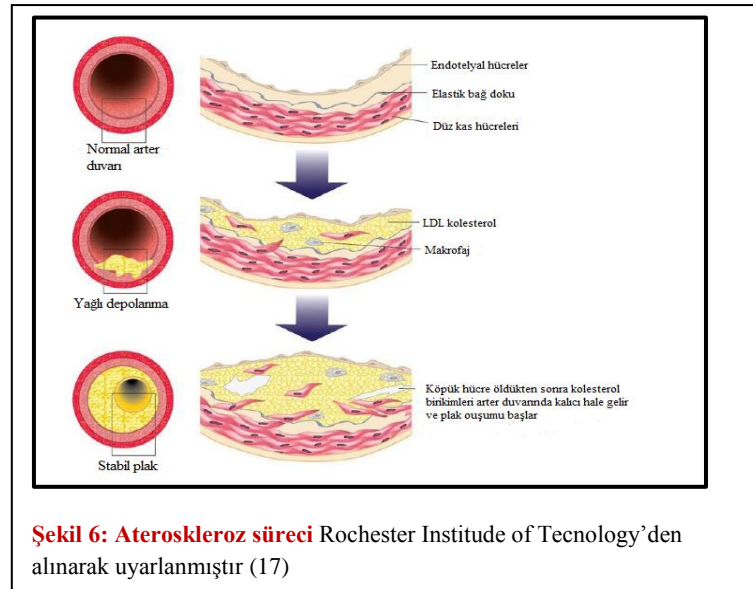 Endotelyal hücreler
Elastik bağ doku
Düz kas hücreleri
Normal arter
duvarı
LDL kolesterol
Makrofaj
Yağlı depolanma
Köpük hücre öldükten sonra kolesterol
birikimleri arter duvarında kalıcı hale gelir
ve plak ouşumu başlar
Stabil plak
Şekil 6: Ateroskleroz süreci Rochester Institude of Tecnology’den
alınarak uyarlanmıştır (17)